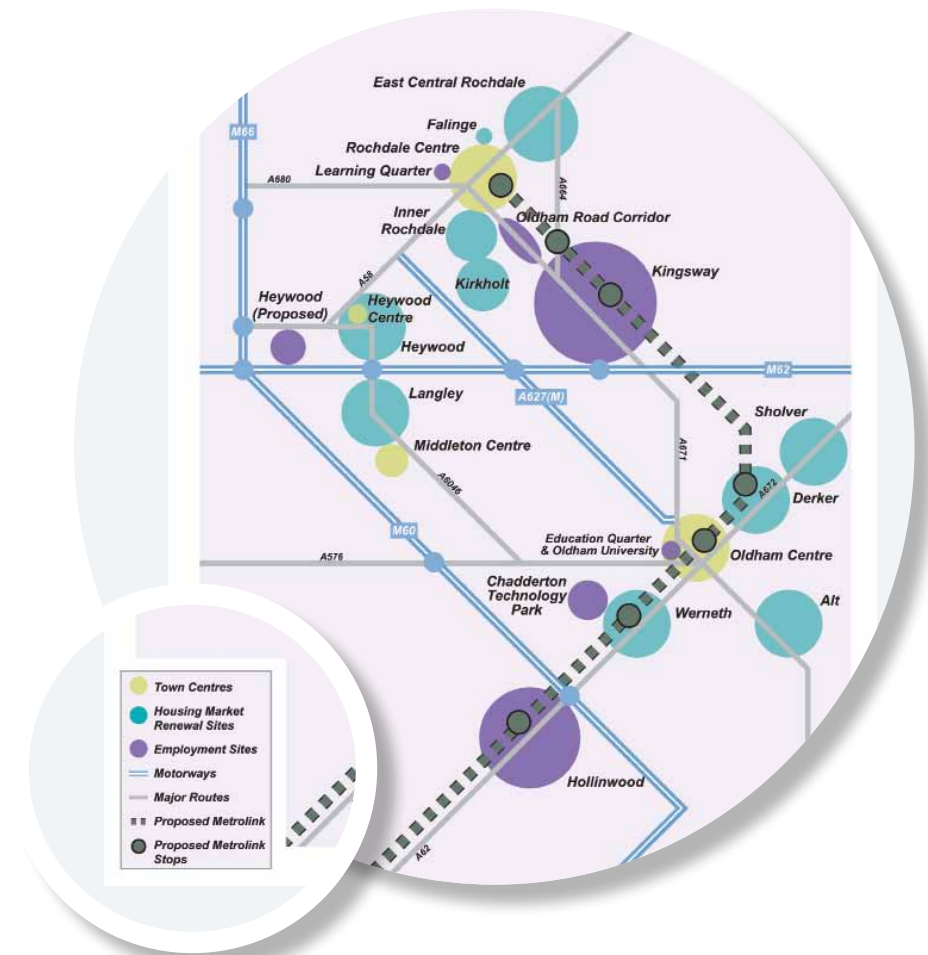 East Central Rochdale
Falinge
M66
Rochdale Centre
Learning Quarter
A680
A664
Inner
Rochdale
Oldham Road Corridor
Kingsway
Kirkholt
A58
Heywood
(Proposed)
Heywood
Centre
Heywood
M62
Langley
A627(M)
Sholver
Middleton Centre
A671
A6046
A672
Derker
M60
Education Quarter
& Oldham University
Oldham Centre
A576
Chadderton
Technology
Park
Werneth
Alt
Hollinwood
A62
Town Centres
Housing Market
Renewal Sites
Employment Sites
Motorways
Major Routes
Proposed Metrolink
Proposed Metrolink
Stops